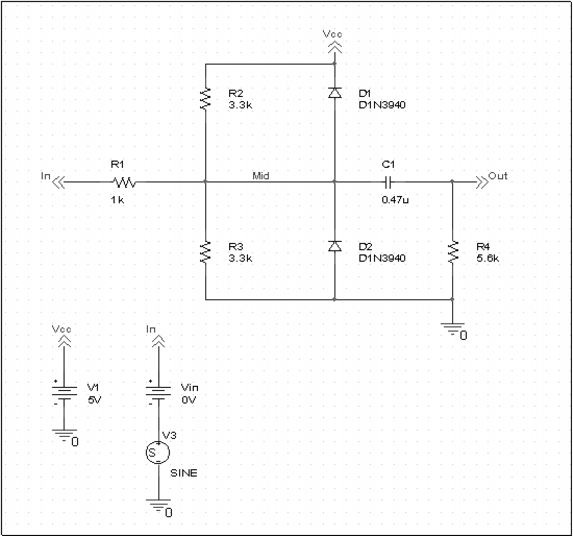 Vcc
R2
3.3k
D1
D1N3940
R1
1k
In
Mid
C1
0.47u
Out
R3
3.3k
D2
D1N3940
R4
5.6k
0
Vcc
In
+
-
V1
5V
+
-
Vin
0V
0
V3
+
S
-
SINE
0